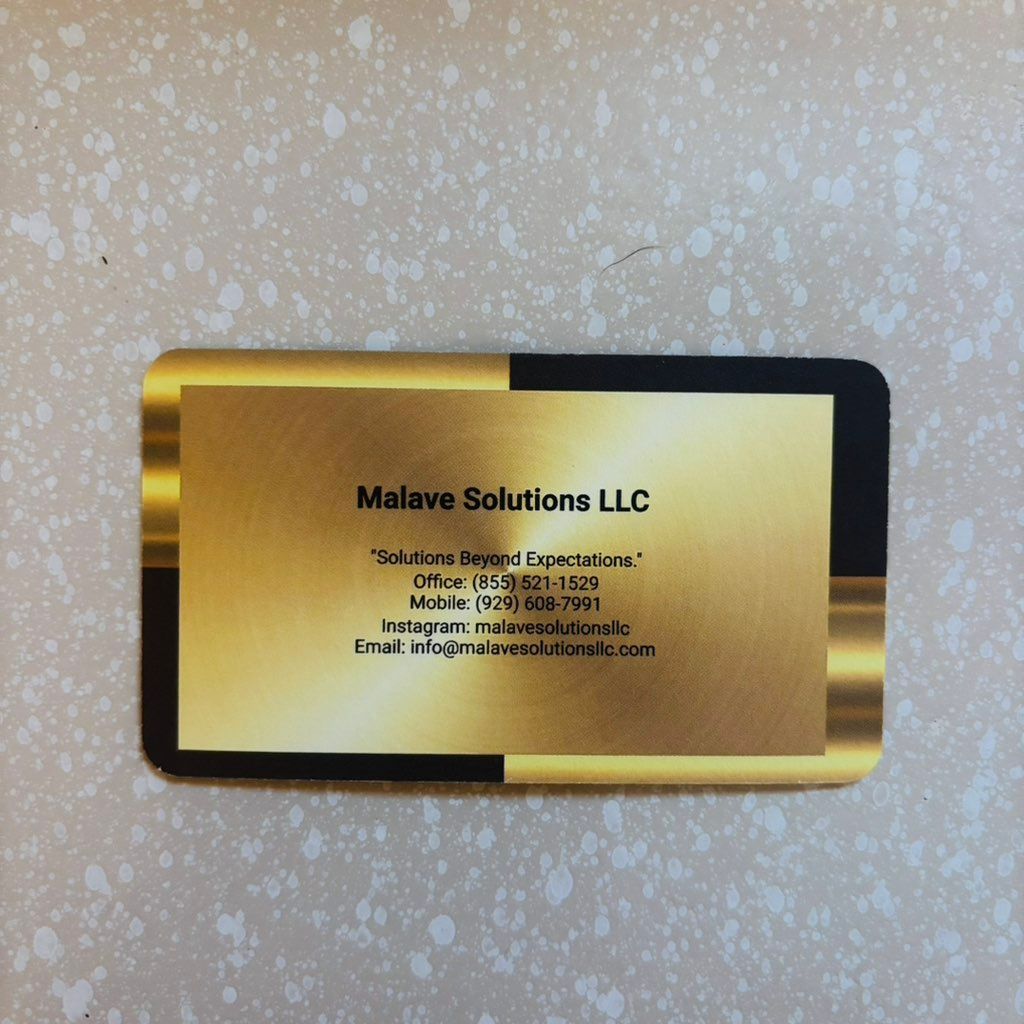 Malave Solutions LLC
"Solutions Beyond Expectations."
Office: (855) 521-1529
Mobile: (929) 608-7991
Instagram: malavesolutionsllc
Email: info@malavesolutionsllc.com